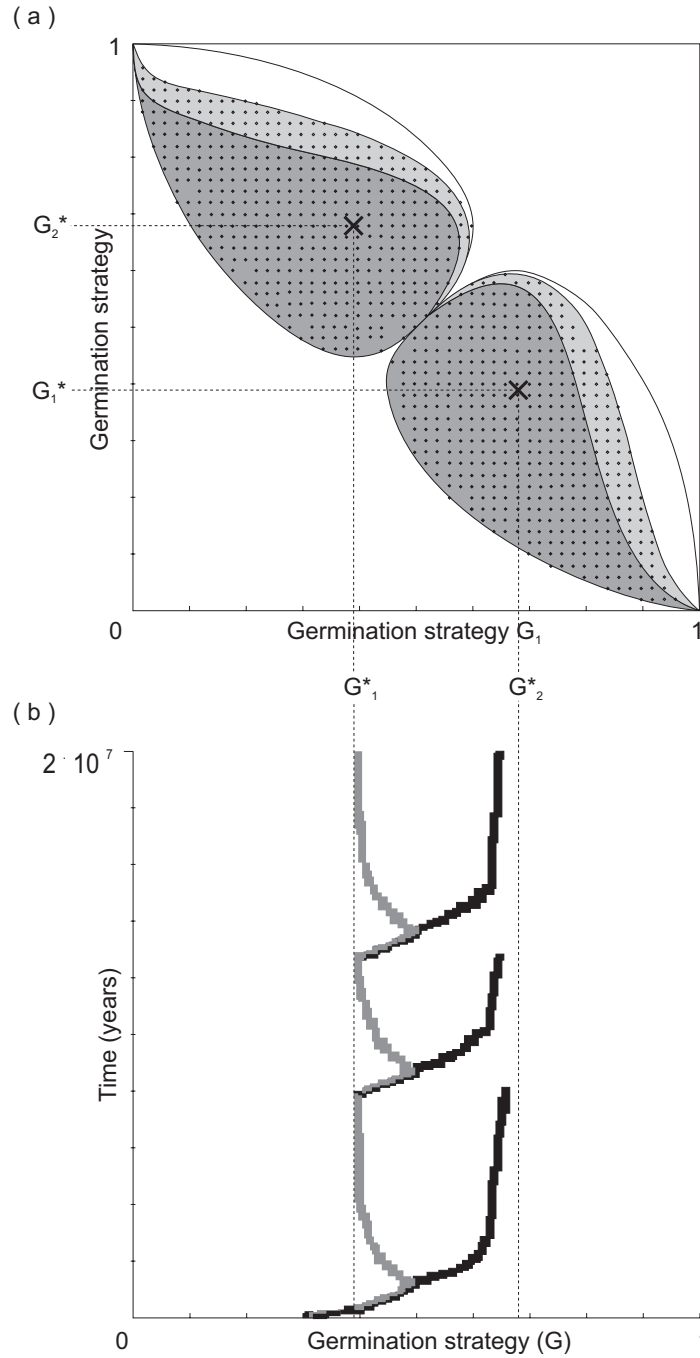 ( a )
1
G2*
Germination strategy
G1*
0
Germination strategy G1
1
G*1
G*2
( b )
2 · 10 7
Time (years)
0
Germination strategy (G)